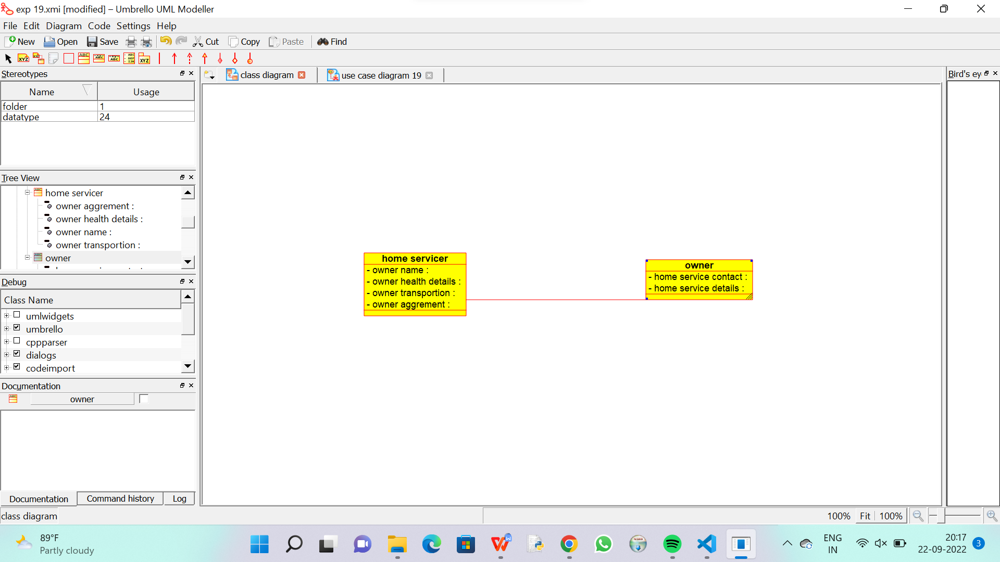 exp 19.xmi [modified] – Umbrello UML Modeller
File Edit Diagram Code Settings Help
New Open Save Cut Copy Paste Find
Stereotypes
Name Usage
folder 1
datatype 24
Tree View
home servicer
owner aggrement :
owner health details :
owner name :
owner transportion :
owner
Debug
Class Name
umlwidgets
umbrello
cppparser
dialogs
codeimport
Documentation
owner
Documentation Command history Log
class diagram
class diagram use case diagram 19
home servicer
- owner name :
- owner health details :
- owner transportion :
- owner aggrement :
owner
- home service contact :
- home service details :
Bird's ey
100% Fit 100%
89°F
Partly cloudy
ENG
IN
20:17
22-09-2022
3